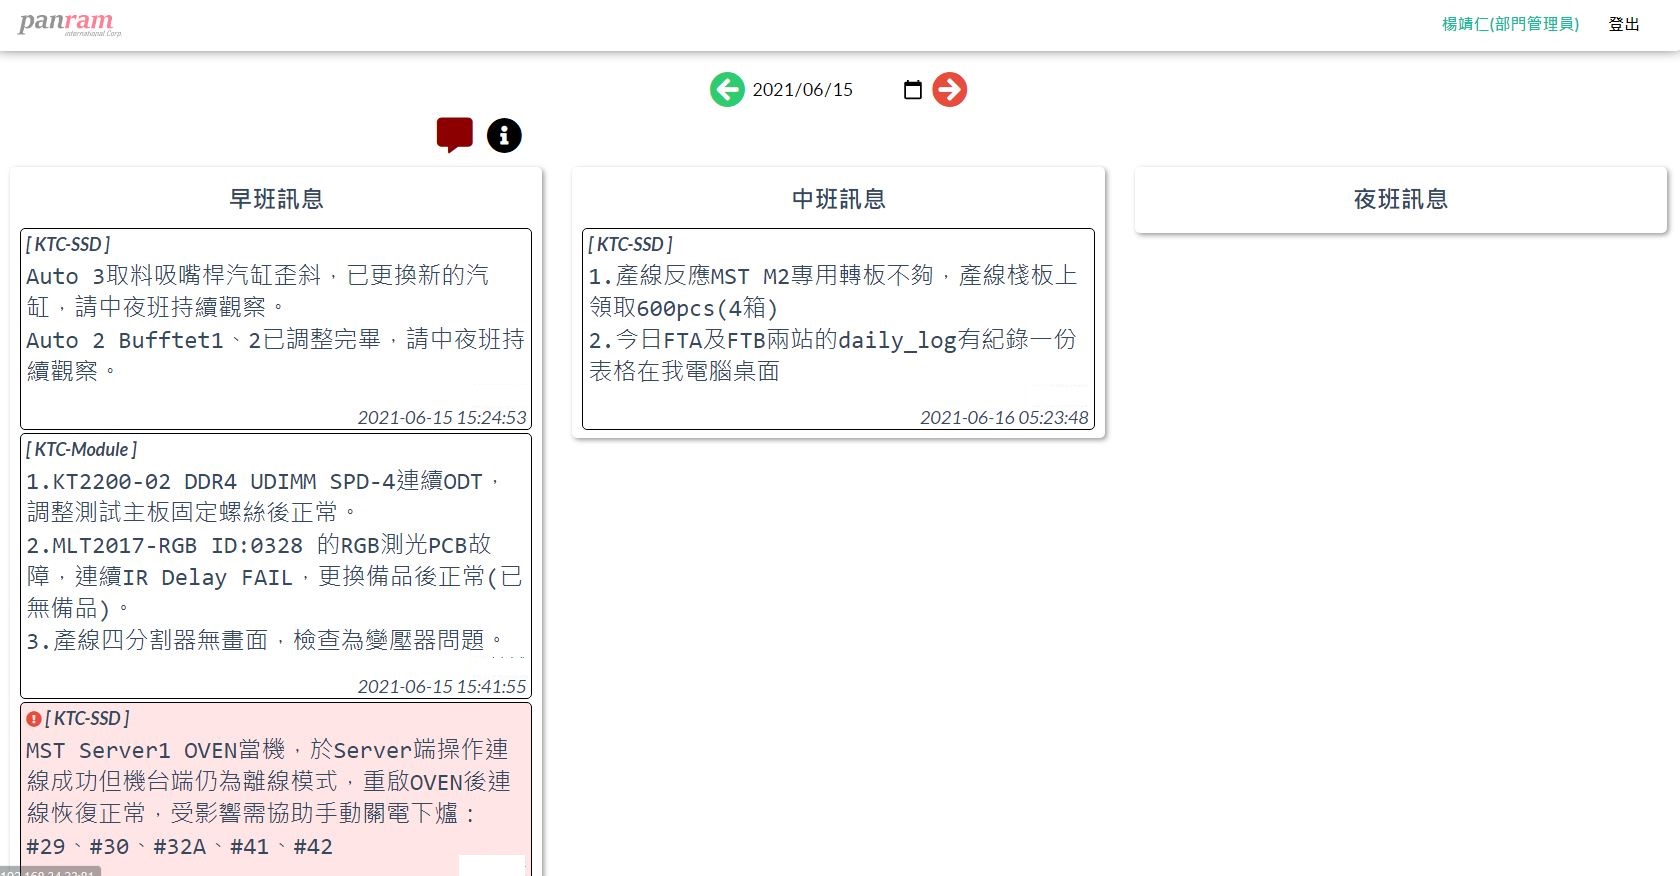 panram
international Corp.
楊靖仁(部門管理員)
登出
2021/06/15
早班訊息
[ KTC-SSD ]
Auto 3取料吸嘴桿汽缸歪斜，已更換新的汽
缸，請中夜班持續觀察。
Auto 2 Bufftet1、2已調整完畢，請中夜班持
續觀察。
2021-06-15 15:24:53
[ KTC-Module ]
1.KT2200-02 DDR4 UDIMM SPD-4連續ODT，
調整測試主板固定螺絲後正常。
2.MLT2017-RGB ID:0328 的RGB測光PCB故
障，連續IR Delay FAIL，更換備品後正常(已
無備品)。
3.產線四分割器無畫面，檢查為變壓器問題。
2021-06-15 15:41:55
[ KTC-SSD ]
MST Server1 OVEN當機，於Server端操作連
線成功但機台端仍為離線模式，重啟OVEN後連
線恢復正常，受影響需協助手動關電下爐：
#29、#30、#32A、#41、#42
中班訊息
[ KTC-SSD ]
1.產線反應MST M2專用轉板不夠，產線棧板上
領取600pcs(4箱)
2.今日FTA及FTB兩站的daily_log有紀錄一份
表格在我電腦桌面
2021-06-16 05:23:48
夜班訊息